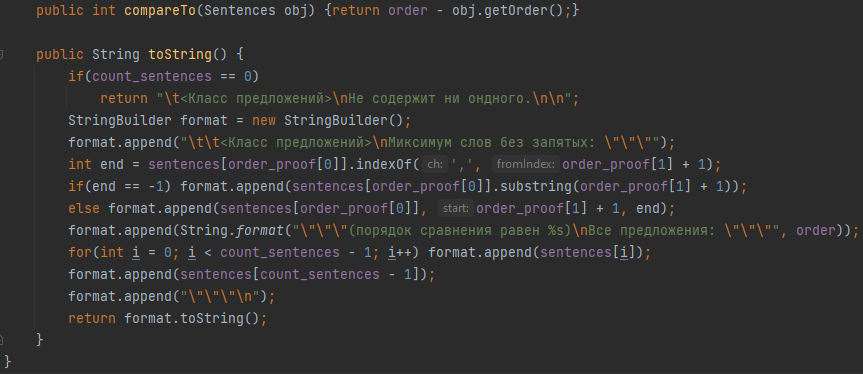 public int compareTo(Sentences obj) {return order - obj.getOrder();}
public String toString() {
if(count_sentences == 0)
return "\t<Класс предложений>\nНе содержит ни ондного.\n\n";
StringBuilder format = new StringBuilder();
format.append("\t\t<Класс предложений>\nМиксимум слов без запятых: \"\"\"");
int end = sentences[order_proof[0]].indexOf( ch: ',', fromIndex: order_proof[1] + 1);
if(end == -1) format.append(sentences[order_proof[0]].substring(order_proof[1] + 1));
else format.append(sentences[order_proof[0]], start: order_proof[1] + 1, end);
format.append(String.format("\"\"\"(порядок сравнения равен %s)\nВсе предложения: \"\"\"", order));
for(int i = 0; i < count_sentences - 1; i++) format.append(sentences[i]);
format.append(sentences[count_sentences - 1]);
format.append("\"\"\"\n");
return format.toString();
}
}